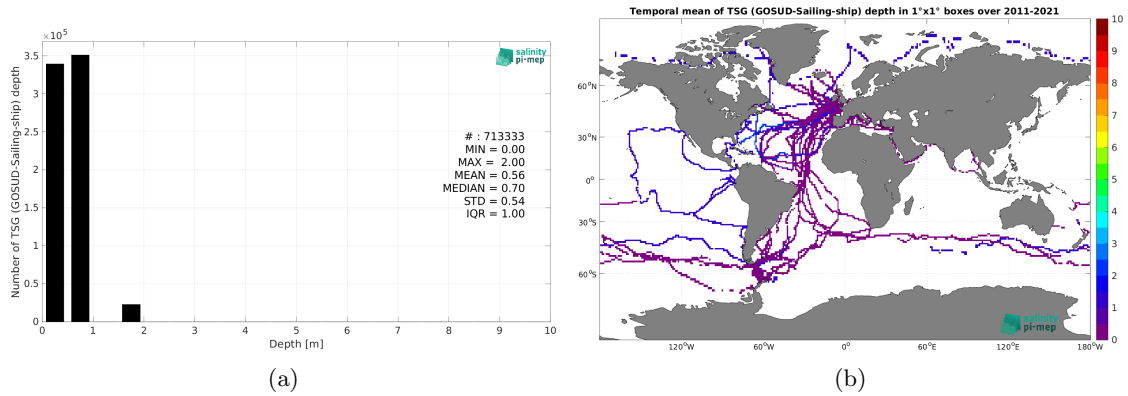 ×10⁵
3.5
3
2.5
2
1.5
1
0.5
0
Number of TSG (GOSUD-Sailing-ship) depth
salinity
pi-mep
# : 713333
MIN = 0.00
MAX = 2.00
MEAN = 0.56
MEDIAN = 0.70
STD = 0.54
IQR = 1.00
0 1 2 3 4 5 6 7 8 9 10
Depth [m]
(a)
Temporal mean of TSG (GOSUD-Sailing-ship) depth in 1°x1° boxes over 2011-2021
60°N
30°N
0°
30°S
60°S
120°W 60°W 0° 60°E 120°E 180°W
salinity
pi-mep
10
9
8
7
6
5
4
3
2
1
0
(b)